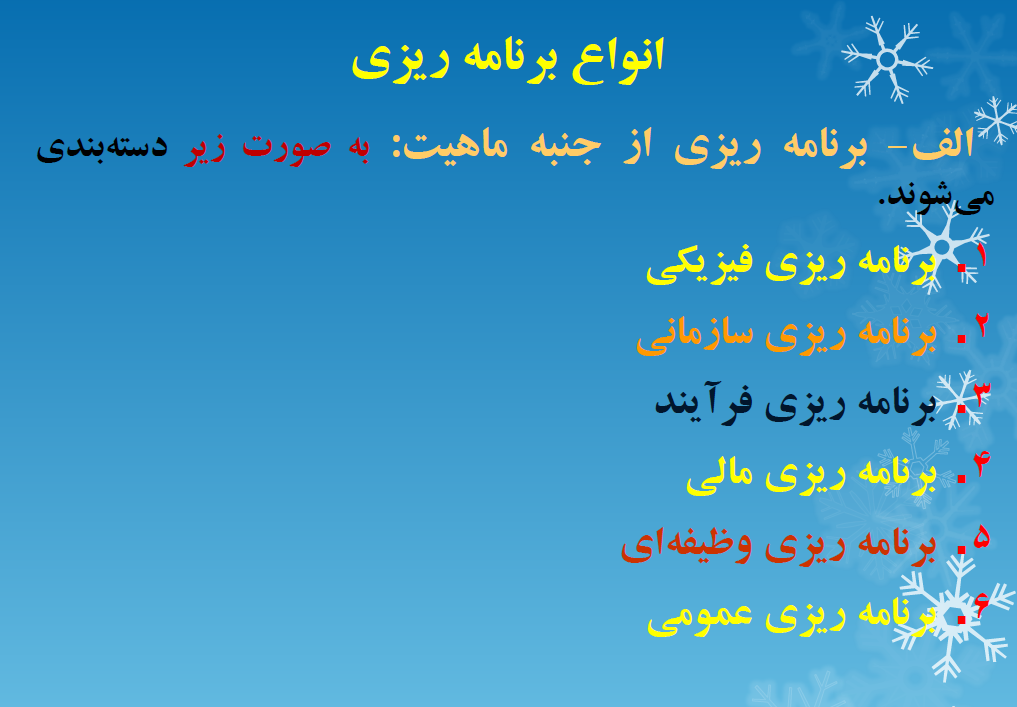 انواع برنامه ریزی
الف- برنامه ریزی از جنبه ماهیت: به صورت زیر دسته‌بندی
می‌شوند.
۱. برنامه ریزی فیزیکی
۲. برنامه ریزی سازمانی
۳. برنامه ریزی فرآیند
۴. برنامه ریزی مالی
۵. برنامه ریزی وظیفه‌ای
۶. برنامه ریزی عمومی